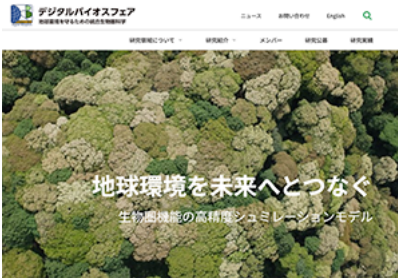 デジタルバイオスフェア
地球環境を守るための統合生物圏科学
ニュース
お問い合わせ
English
研究領域について
研究紹介
メンバー
研究公募
研究実績
地球環境を未来へとつなぐ
生物圏機能の高精度シュミレーションモデル